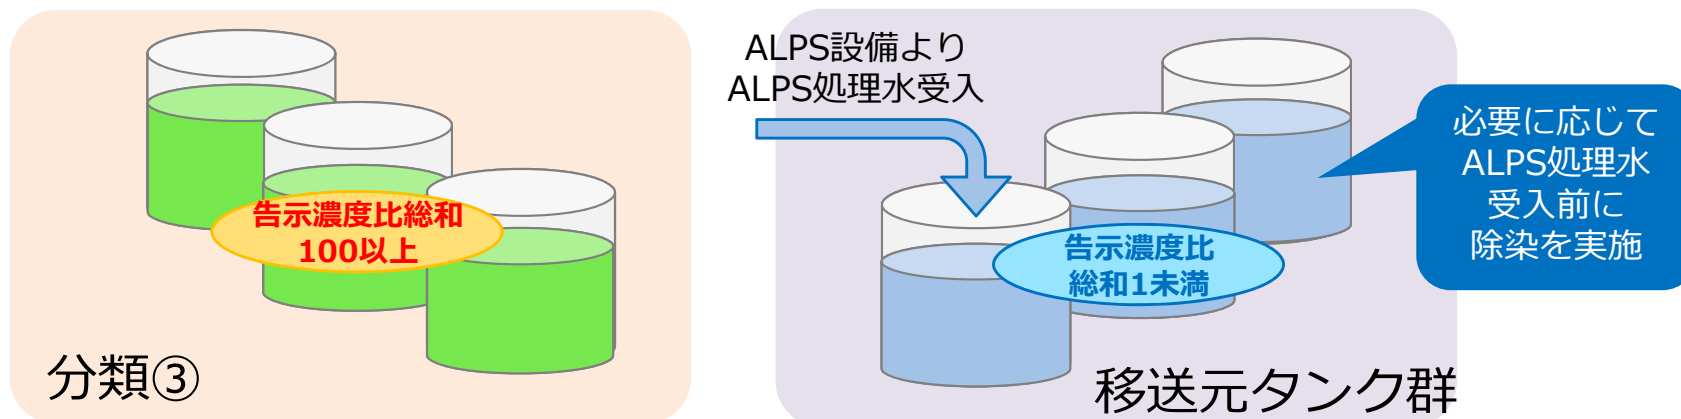 告示濃度比総和
100以上
分類③
ALPS設備より
ALPS処理水受入
告示濃度比
総和1未満
移送元タンク群
必要に応じて
ALPS処理水
受入前に
除染を実施